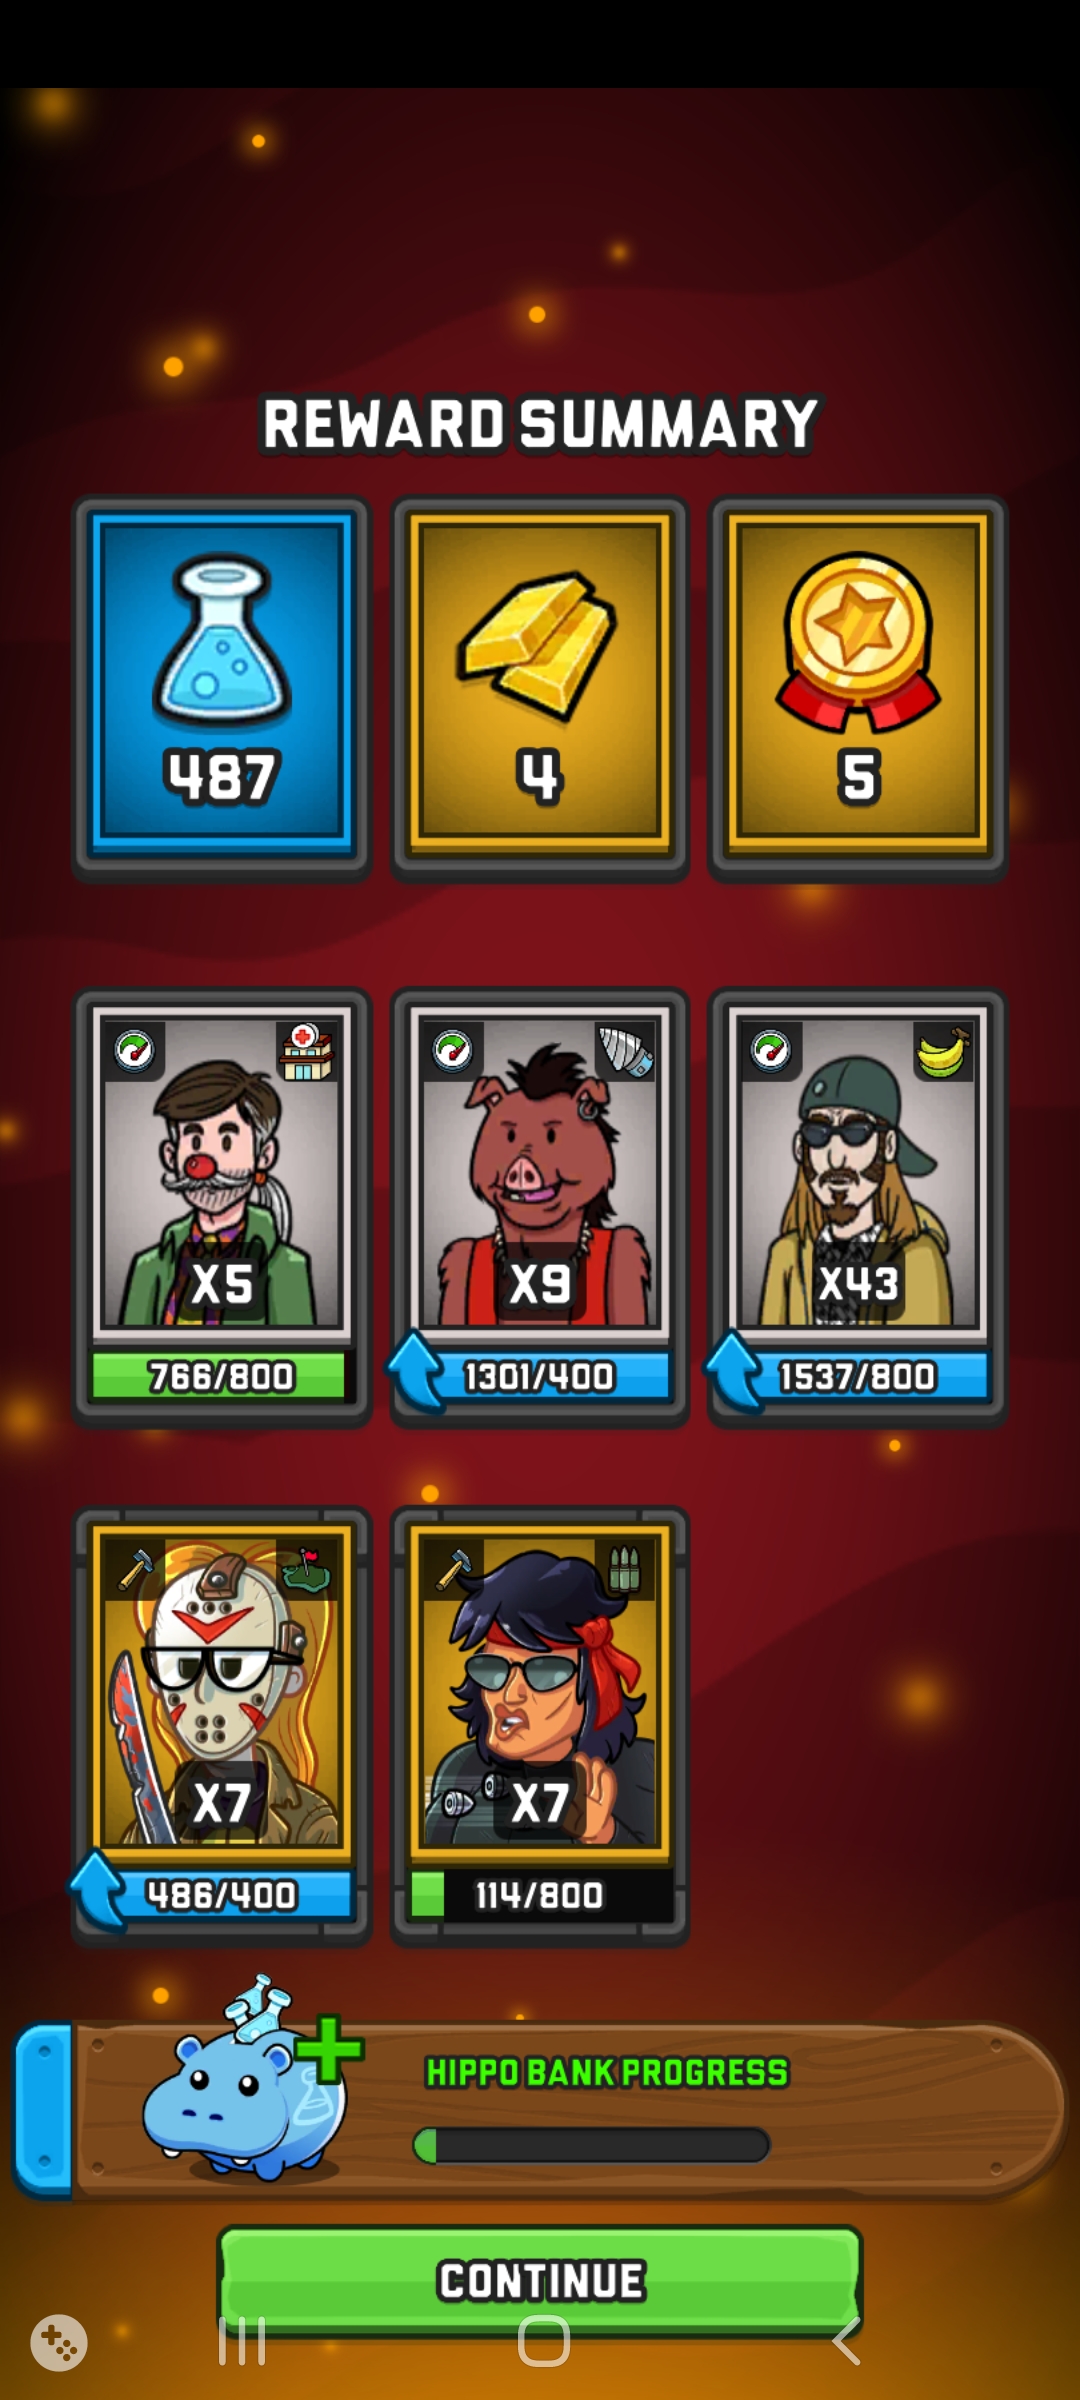 REWARD SUMMARY
487
4
5
X5
X9
X43
766/800
1301/400
1537/800
X7
X7
486/400
114/800
HIPPO BANK PROGRESS
CONTINUE